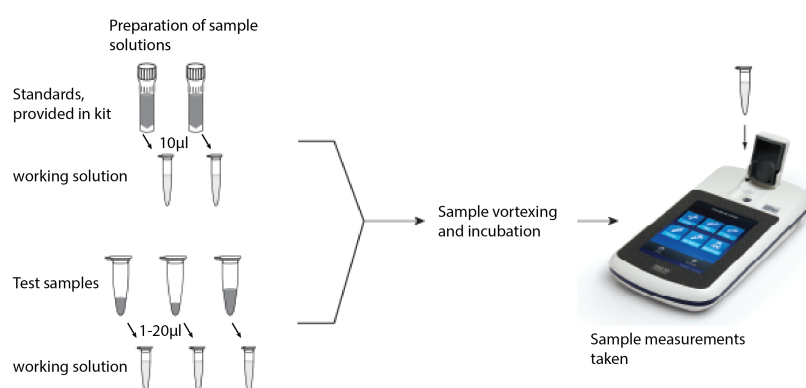 Preparation of sample
solutions
Standards,
provided in kit
10µl
working solution
Test samples
1-20µl
working solution
Sample vortexing
and incubation
Sample measurements
taken